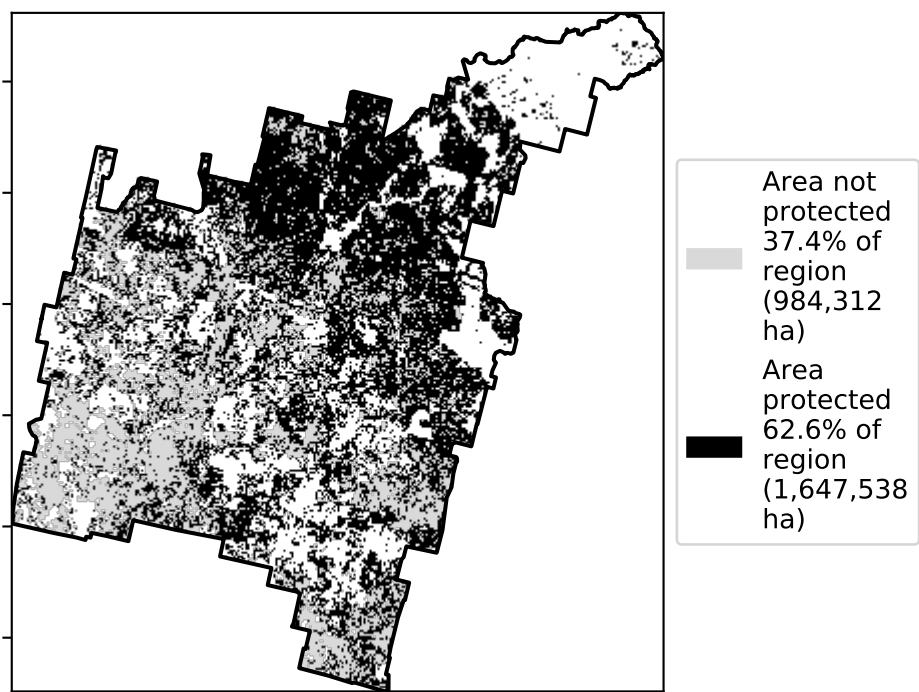 Area not
protected
37.4% of
region
(984,312
ha)
Area
protected
62.6% of
region
(1,647,538
ha)